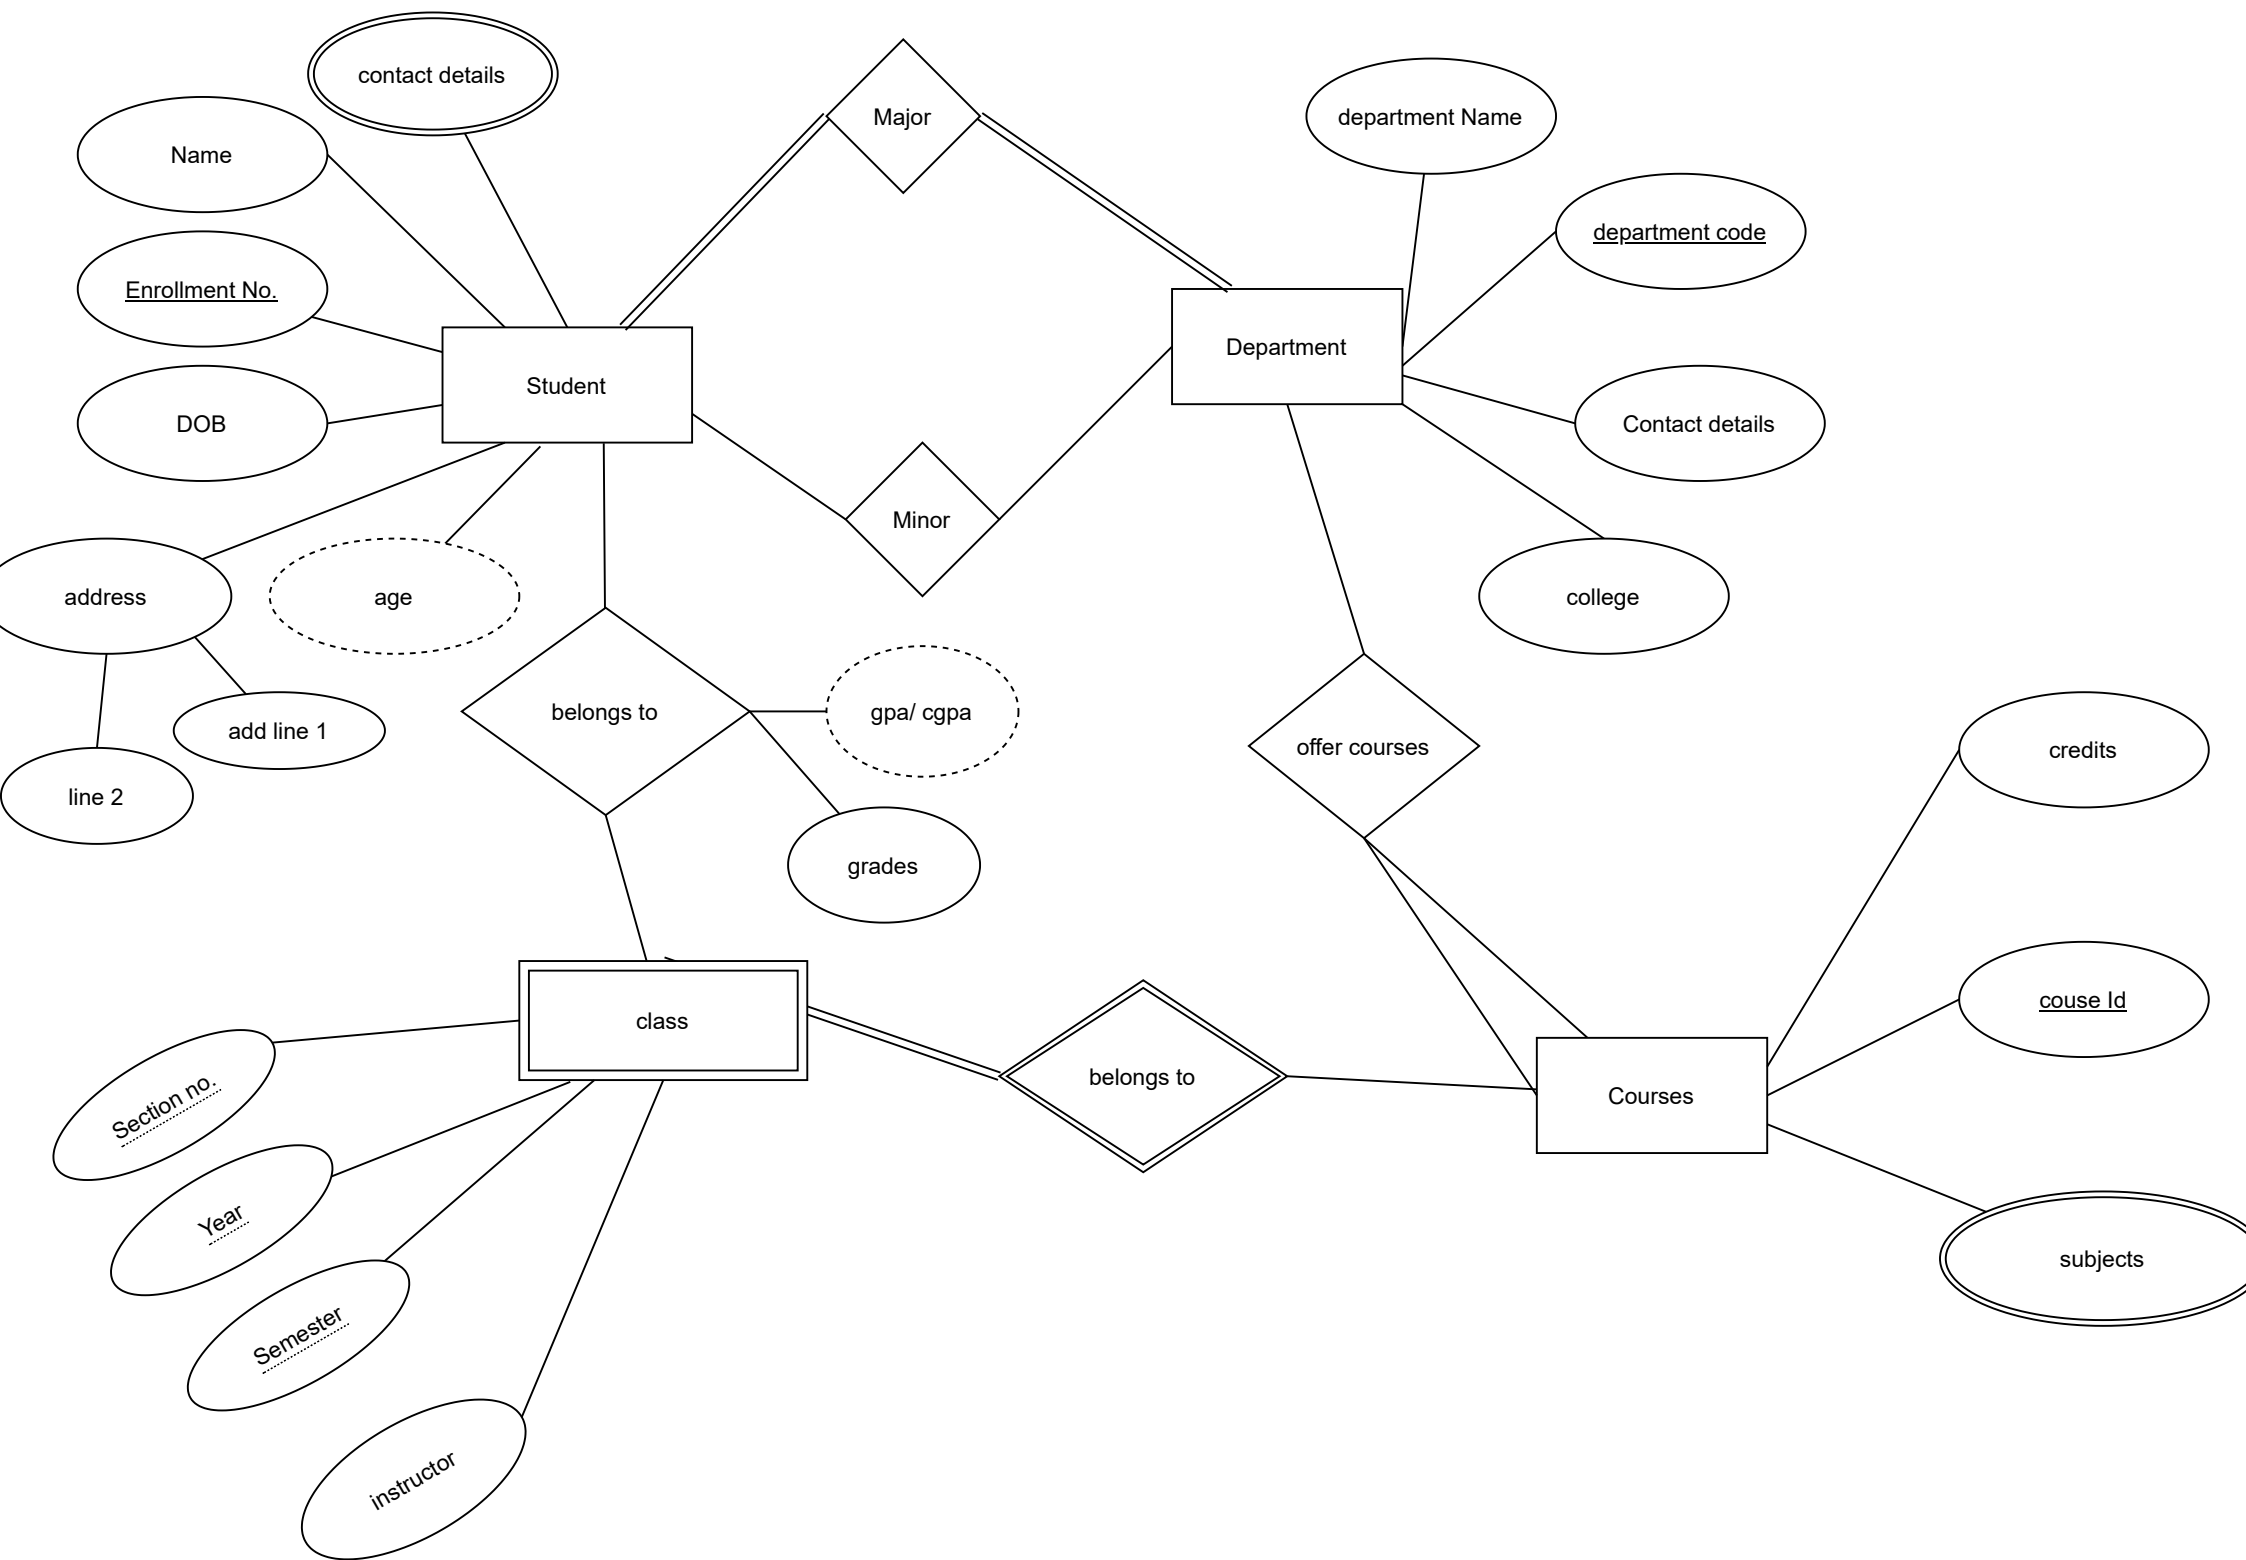 contact details
Major
department Name
Name
department code
Enrollment No.
Department
Student
DOB
Contact details
Minor
address
age
college
belongs to
gpa/ cgpa
add line 1
offer courses
credits
line 2
grades
couse Id
class
belongs to
Courses
Section no.
Year
subjects
Semester
instructor